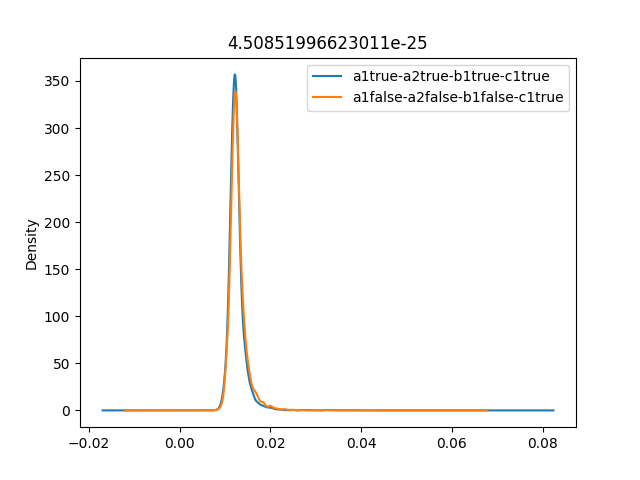 4.50851996623011e-25
a1true-a2true-b1true-c1true
a1false-a2false-b1false-c1true
Density
350
300
250
200
150
100
50
0
−0.02 0.00 0.02 0.04 0.06 0.08